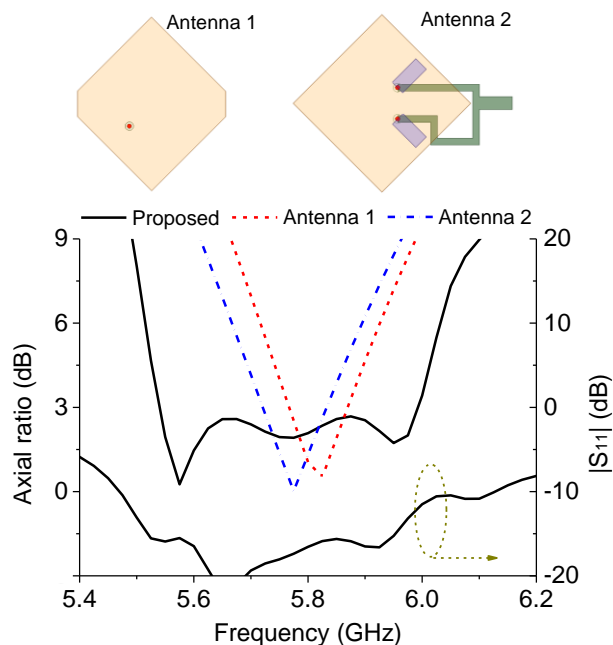 Antenna 1
Antenna 2
Proposed
Antenna 1
Antenna 2
9
6
3
0
Axial ratio (dB)
20
10
0
-10
-20
|S11| (dB)
5.4
5.6
5.8
6.0
6.2
Frequency (GHz)